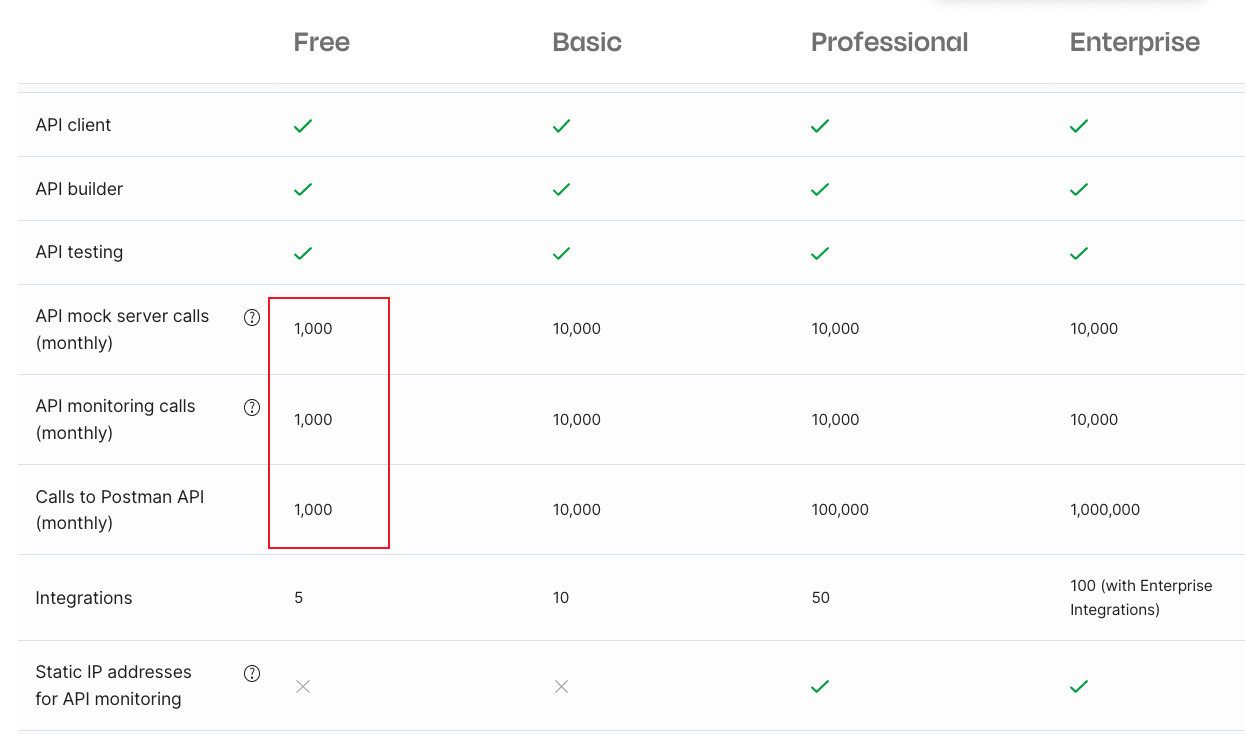 Free Basic Professional Enterprise
API client
API builder
API testing
API mock server calls
(monthly)
1,000 10,000 10,000 10,000
API monitoring calls
(monthly)
1,000 10,000 10,000 10,000
Calls to Postman API
(monthly)
1,000 10,000 100,000 1,000,000
Integrations 5 10 50 100 (with Enterprise
Integrations)
Static IP addresses
for API monitoring